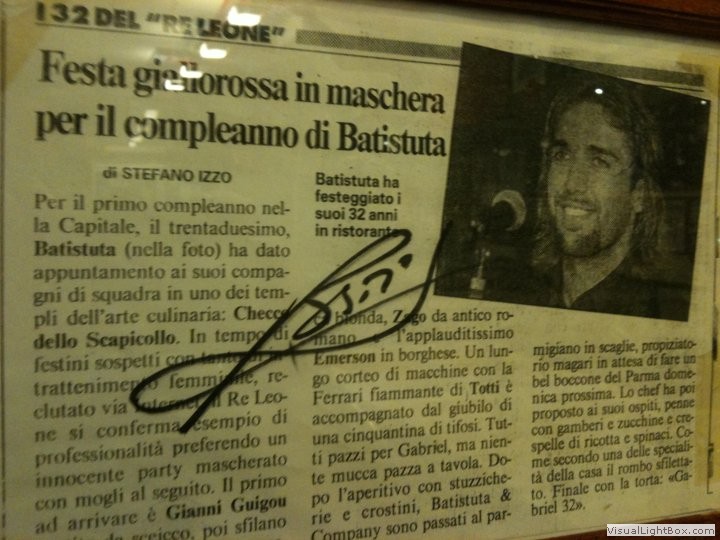 I 32 DEL "RE LEONE"
Festa giallorossa in maschera
per il compleanno di Batistuta
di STEFANO IZZO
Per il primo compleanno nel-
la Capitale, il trentaduesimo,
Batistuta (nella foto) ha dato
appuntamento ai suoi compa-
gni di squadra in uno dei tem-
pli dell'arte culinaria: Checco
dello Scapicollo. In tempo di
festini sospetti con
trattenimento femminile, re-
clutato via Internet, il Re Leo-
ne si conferma esempio di
professionalità preferendo un
innocente party mascherato
con mogli al seguito. Il primo
ad arrivare è Gianni Guigou
da sceicco, poi sfilano
Batistuta ha
festeggiato i
suoi 32 anni
in ristorante
bionda, Zago da antico ro-
mano e l'applauditissimo
Emerson in borghese. Un lun-
go corteo di macchine con la
Ferrari fiammante di Totti è
accompagnato dal giubilo di
una cinquantina di tifosi. Tut-
ti pazzi per Gabriel, ma nien-
te mucca pazza a tavola. Do-
po l'aperitivo con stuzziche-
rie e crostini, Batistuta &
Company sono passati al par-
migiano in scaglie, propiziato-
rio magari in attesa di fare un
bel boccone del Parma dome-
nica prossima. Lo chef ha poi
proposto ai suoi ospiti, penne
con gamberi e zucchine e cre-
spelle di ricotta e spinaci. Co-
me secondo una delle speciali-
tà della casa il rombo sfiletta-
to. Finale con la torta: «Ga-
briel 32».
VisualLightBox.com